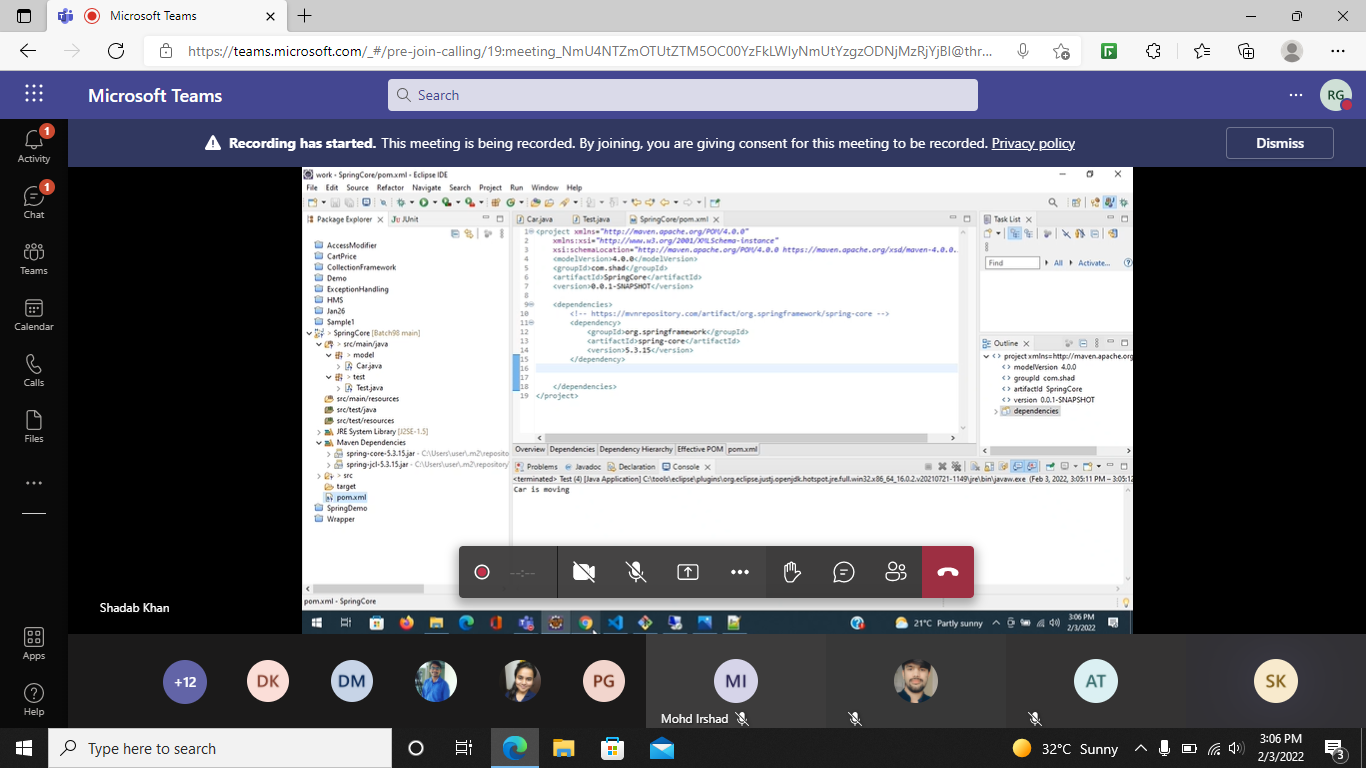 Microsoft Teams
https://teams.microsoft.com/_#/pre-join-calling/19:meeting_NmU4NTZmOTUtZTM5OC00YzFkLWIyNmUtYzgzODNjMzRjYjBl@thr...
Microsoft Teams
Search
RG
Recording has started. This meeting is being recorded. By joining, you are giving consent for this meeting to be recorded. Privacy policy
Dismiss
1
Activity
1
Chat
Teams
Calendar
Calls
Files
Apps
Help
work - SpringCore/pom.xml - Eclipse IDE
File Edit Source Refactor Navigate Search Project Run Window Help
Package Explorer JUnit
AccessModifier
CartPrice
CollectionFramework
Demo
ExceptionHandling
HMS
Jan26
Sample1
> SpringCore [Batch98 main]
> src/main/java
> model
> Car.java
> test
> Test.java
src/main/resources
src/test/java
src/test/resources
JRE System Library [J2SE-1.5]
Maven Dependencies
spring-core-5.3.15.jar - C:\Users\user\.m2\reposito
spring-jcl-5.3.15.jar - C:\Users\user\.m2\repository
> src
target
pom.xml
SpringDemo
Wrapper
Car.java Test.java SpringCore/pom.xml
1 <project xmlns="http://maven.apache.org/POM/4.0.0"
2 xmlns:xsi="http://www.w3.org/2001/XMLSchema-instance"
3 xsi:schemaLocation="http://maven.apache.org/POM/4.0.0 https://maven.apache.org/xsd/maven-4.0.0.
4 <modelVersion>4.0.0</modelVersion>
5 <groupId>com.shad</groupId>
6 <artifactId>SpringCore</artifactId>
7 <version>0.0.1-SNAPSHOT</version>
8
9 <dependencies>
10 <!-- https://mvnrepository.com/artifact/org.springframework/spring-core -->
11 <dependency>
12 <groupId>org.springframework</groupId>
13 <artifactId>spring-core</artifactId>
14 <version>5.3.15</version>
15 </dependency>
16
17
18 </dependencies>
19 </project>
Overview Dependencies Dependency Hierarchy Effective POM pom.xml
Task List
Find All Activate...
Outline
project xmlns=http://maven.apache.org
modelVersion 4.0.0
groupId com.shad
artifactId SpringCore
version 0.0.1-SNAPSHOT
dependencies
Problems Javadoc Declaration Console
<terminated> Test (4) [Java Application] C:\tools\eclipse\plugins\org.eclipse.justj.openjdk.hotspot.jre.full.win32.x86_64_16.0.2.v20210721-1149\jre\bin\javaw.exe (Feb 3, 2022, 3:05:11 PM – 3:05:12
Car is moving
--:--
pom.xml - SpringCore
21°C Partly sunny
3:06 PM
2/3/2022
Shadab Khan
+12
DK
DM
PG
MI
Mohd Irshad
AT
SK
Type here to search
32°C Sunny
3:06 PM
2/3/2022
3